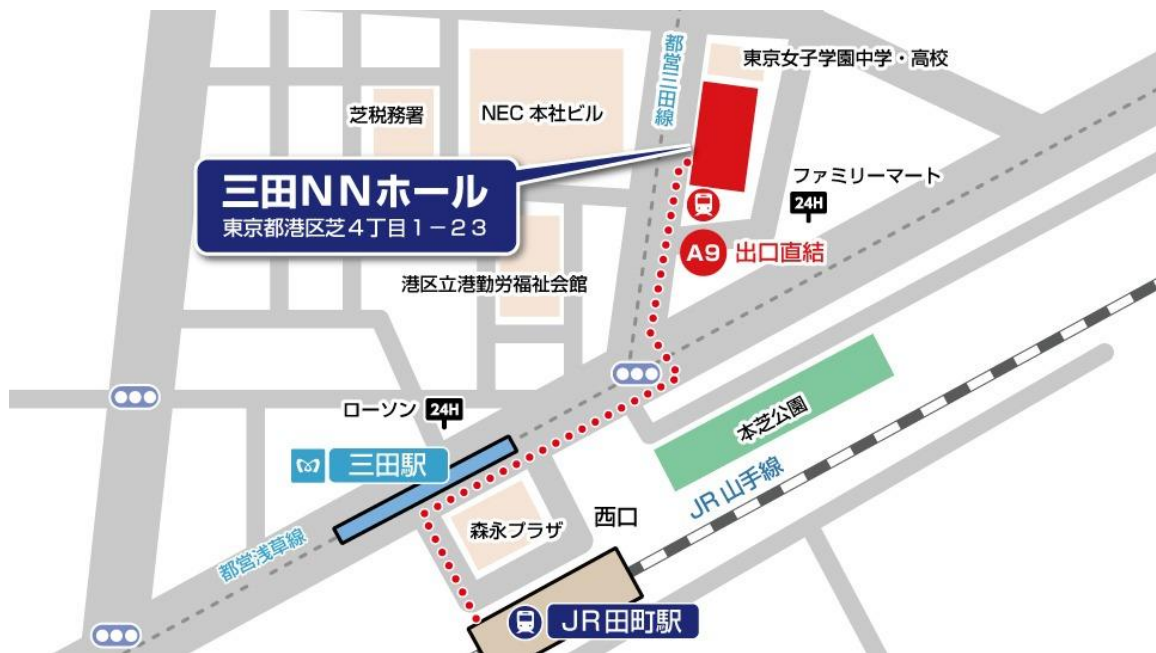 東京女子学園中学・高校
都営三田線
芝税務署
NEC 本社ビル
三田NNホール
東京都港区芝4丁目1-23
ファミリーマート
24H
A9 出口直結
港区立港勤労福祉会館
ローソン 24H
三田駅
本芝公園
JR 山手線
西口
森永プラザ
都営浅草線
JR田町駅